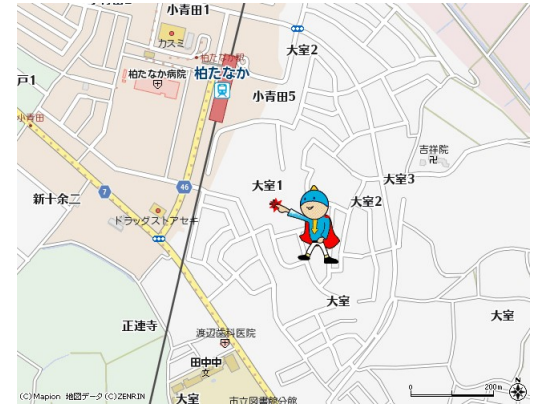 小青田1
カスミ
大室2
柏たなか駅
柏たなか病院
柏たなか
戸1
小青田5
小青田
吉祥院
大室1
大室3
新十余二
7
46
大室2
ドラッグストアセキ
大室
正連寺
大室
渡辺歯科医院
田中中
文
0
200m
(C)Mapion 地図データ(C)ZENRIN
大室
市立図書館分館